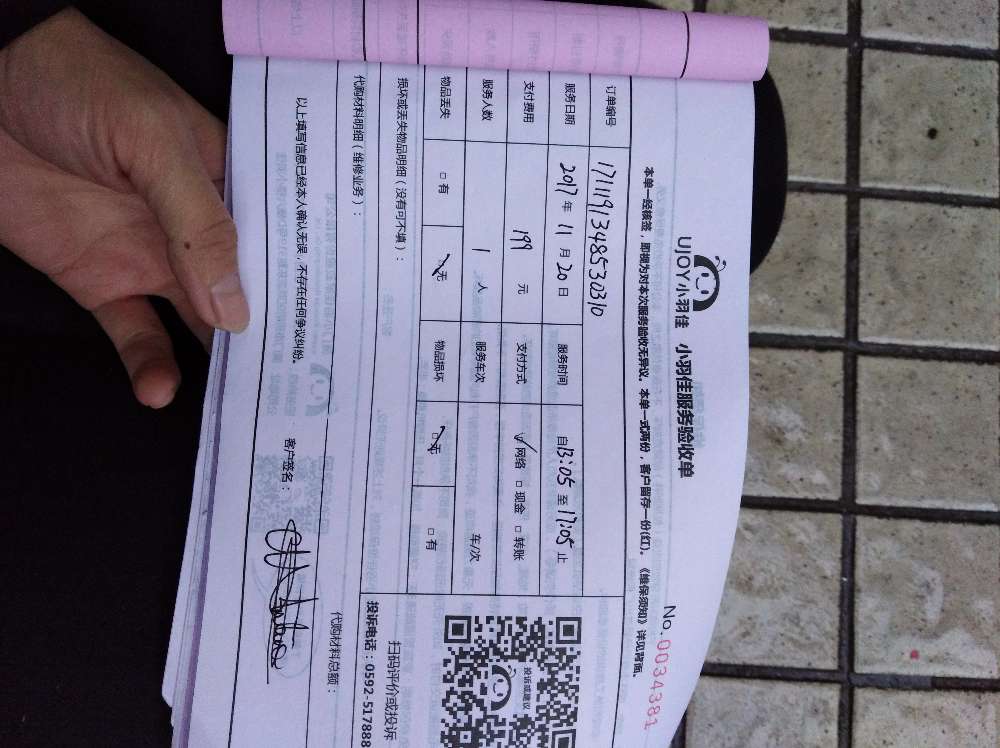 UJOY小羽佳 小羽佳服务验收单
No. 0034381
本单一经核签，即视为对本次服务验收无异议。本单一式两份，客户留存一份(红)。《维保须知》详见背面。
订单编号 1711191348530310
服务日期 2017年 11月 20日 服务时间 自13:05至17:05止
支付费用 199 元 支付方式 ☑网络 □现金 □转账
服务人数 1 人 服务车次 车/次
物品丢失 □有 ☑无 物品损坏 ☑无 □有
损坏或丢失物品明细（没有可不填）：
投诉或建议
扫码评价或投诉
投诉电话：0592-517888
代购材料明细（维修业务）： 代购材料总额：
以上填写信息已经本人确认无误，不存在任何争议纠纷。 客户签名：